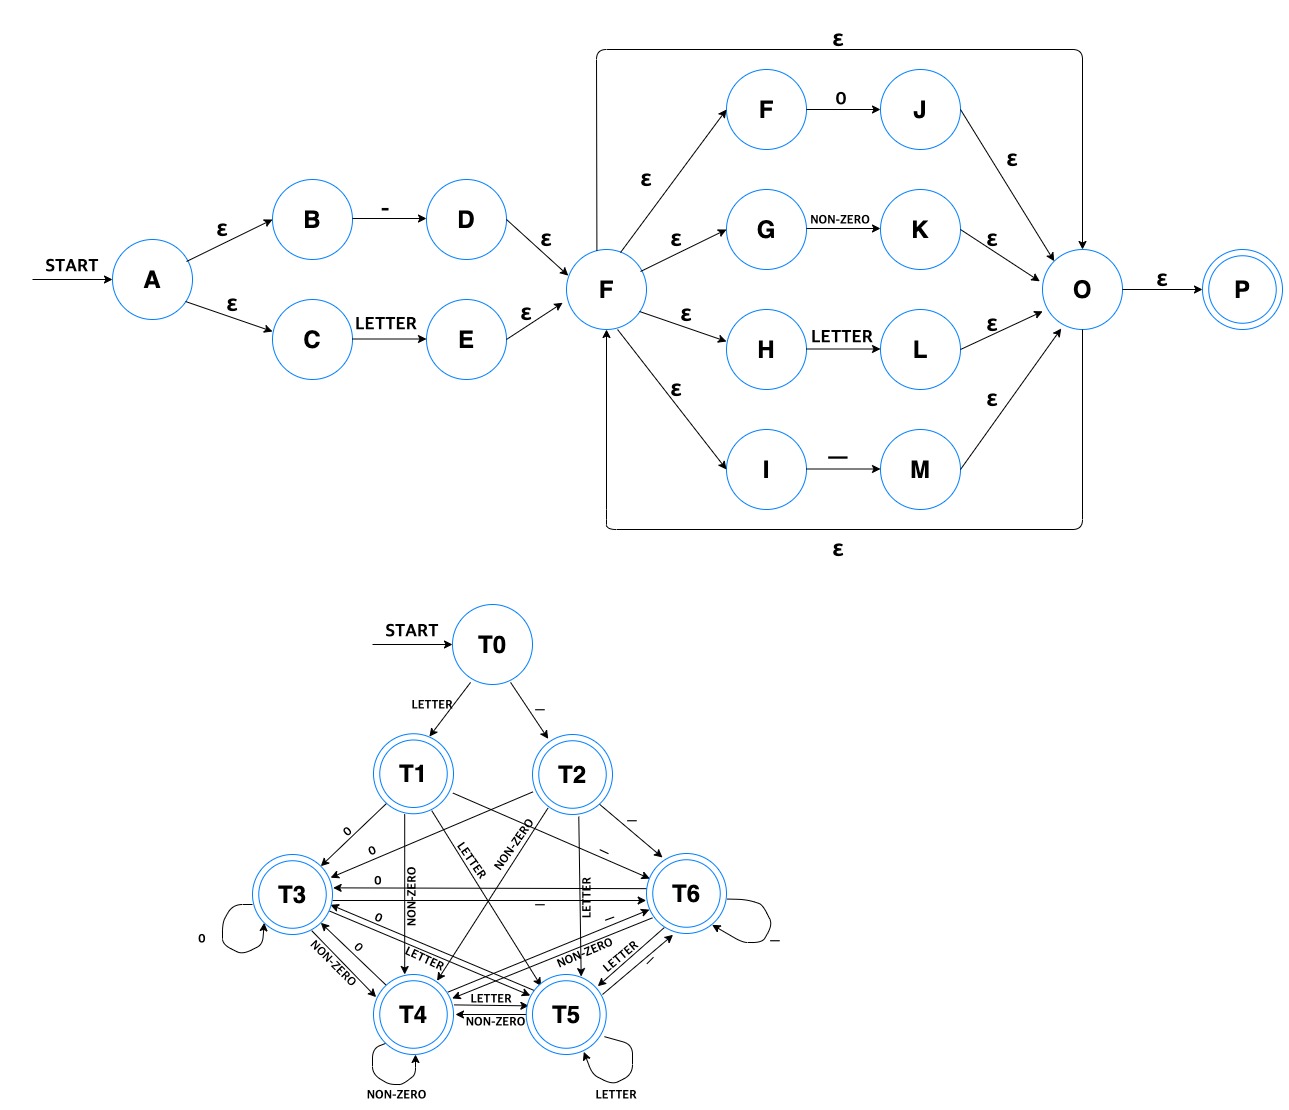 ε
F
0
J
ε
ε
B
-
D
ε
G
NON-ZERO
K
ε
ε
ε
START
A
F
O
ε
P
ε
C
LETTER
E
ε
ε
H
LETTER
L
ε
ε
ε
I
—
M
ε
START
T0
LETTER
—
T1
T2
0
0
LETTER
NON-ZERO
—
—
T3
0
NON-ZERO
LETTER
T6
—
0
0
NON-ZERO
0
LETTER
—
NON-ZERO
LETTER
—
—
T4
LETTER
NON-ZERO
T5
NON-ZERO
LETTER